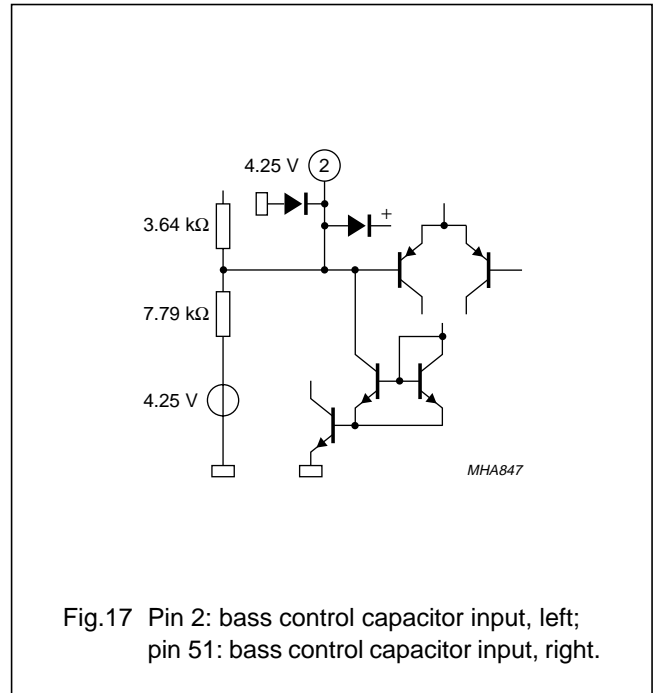 4.25 V 2
+
3.64 kΩ
7.79 kΩ
4.25 V
MHA847
Fig.17 Pin 2: bass control capacitor input, left;
pin 51: bass control capacitor input, right.